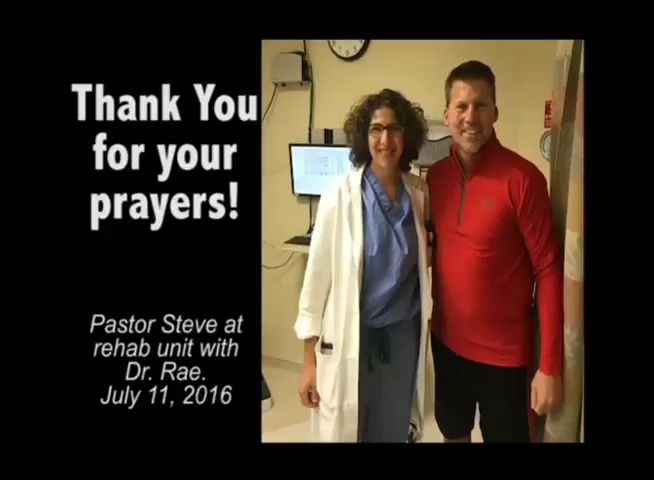 Thank You
for your
prayers!
Pastor Steve at
rehab unit with
Dr. Rae.
July 11, 2016